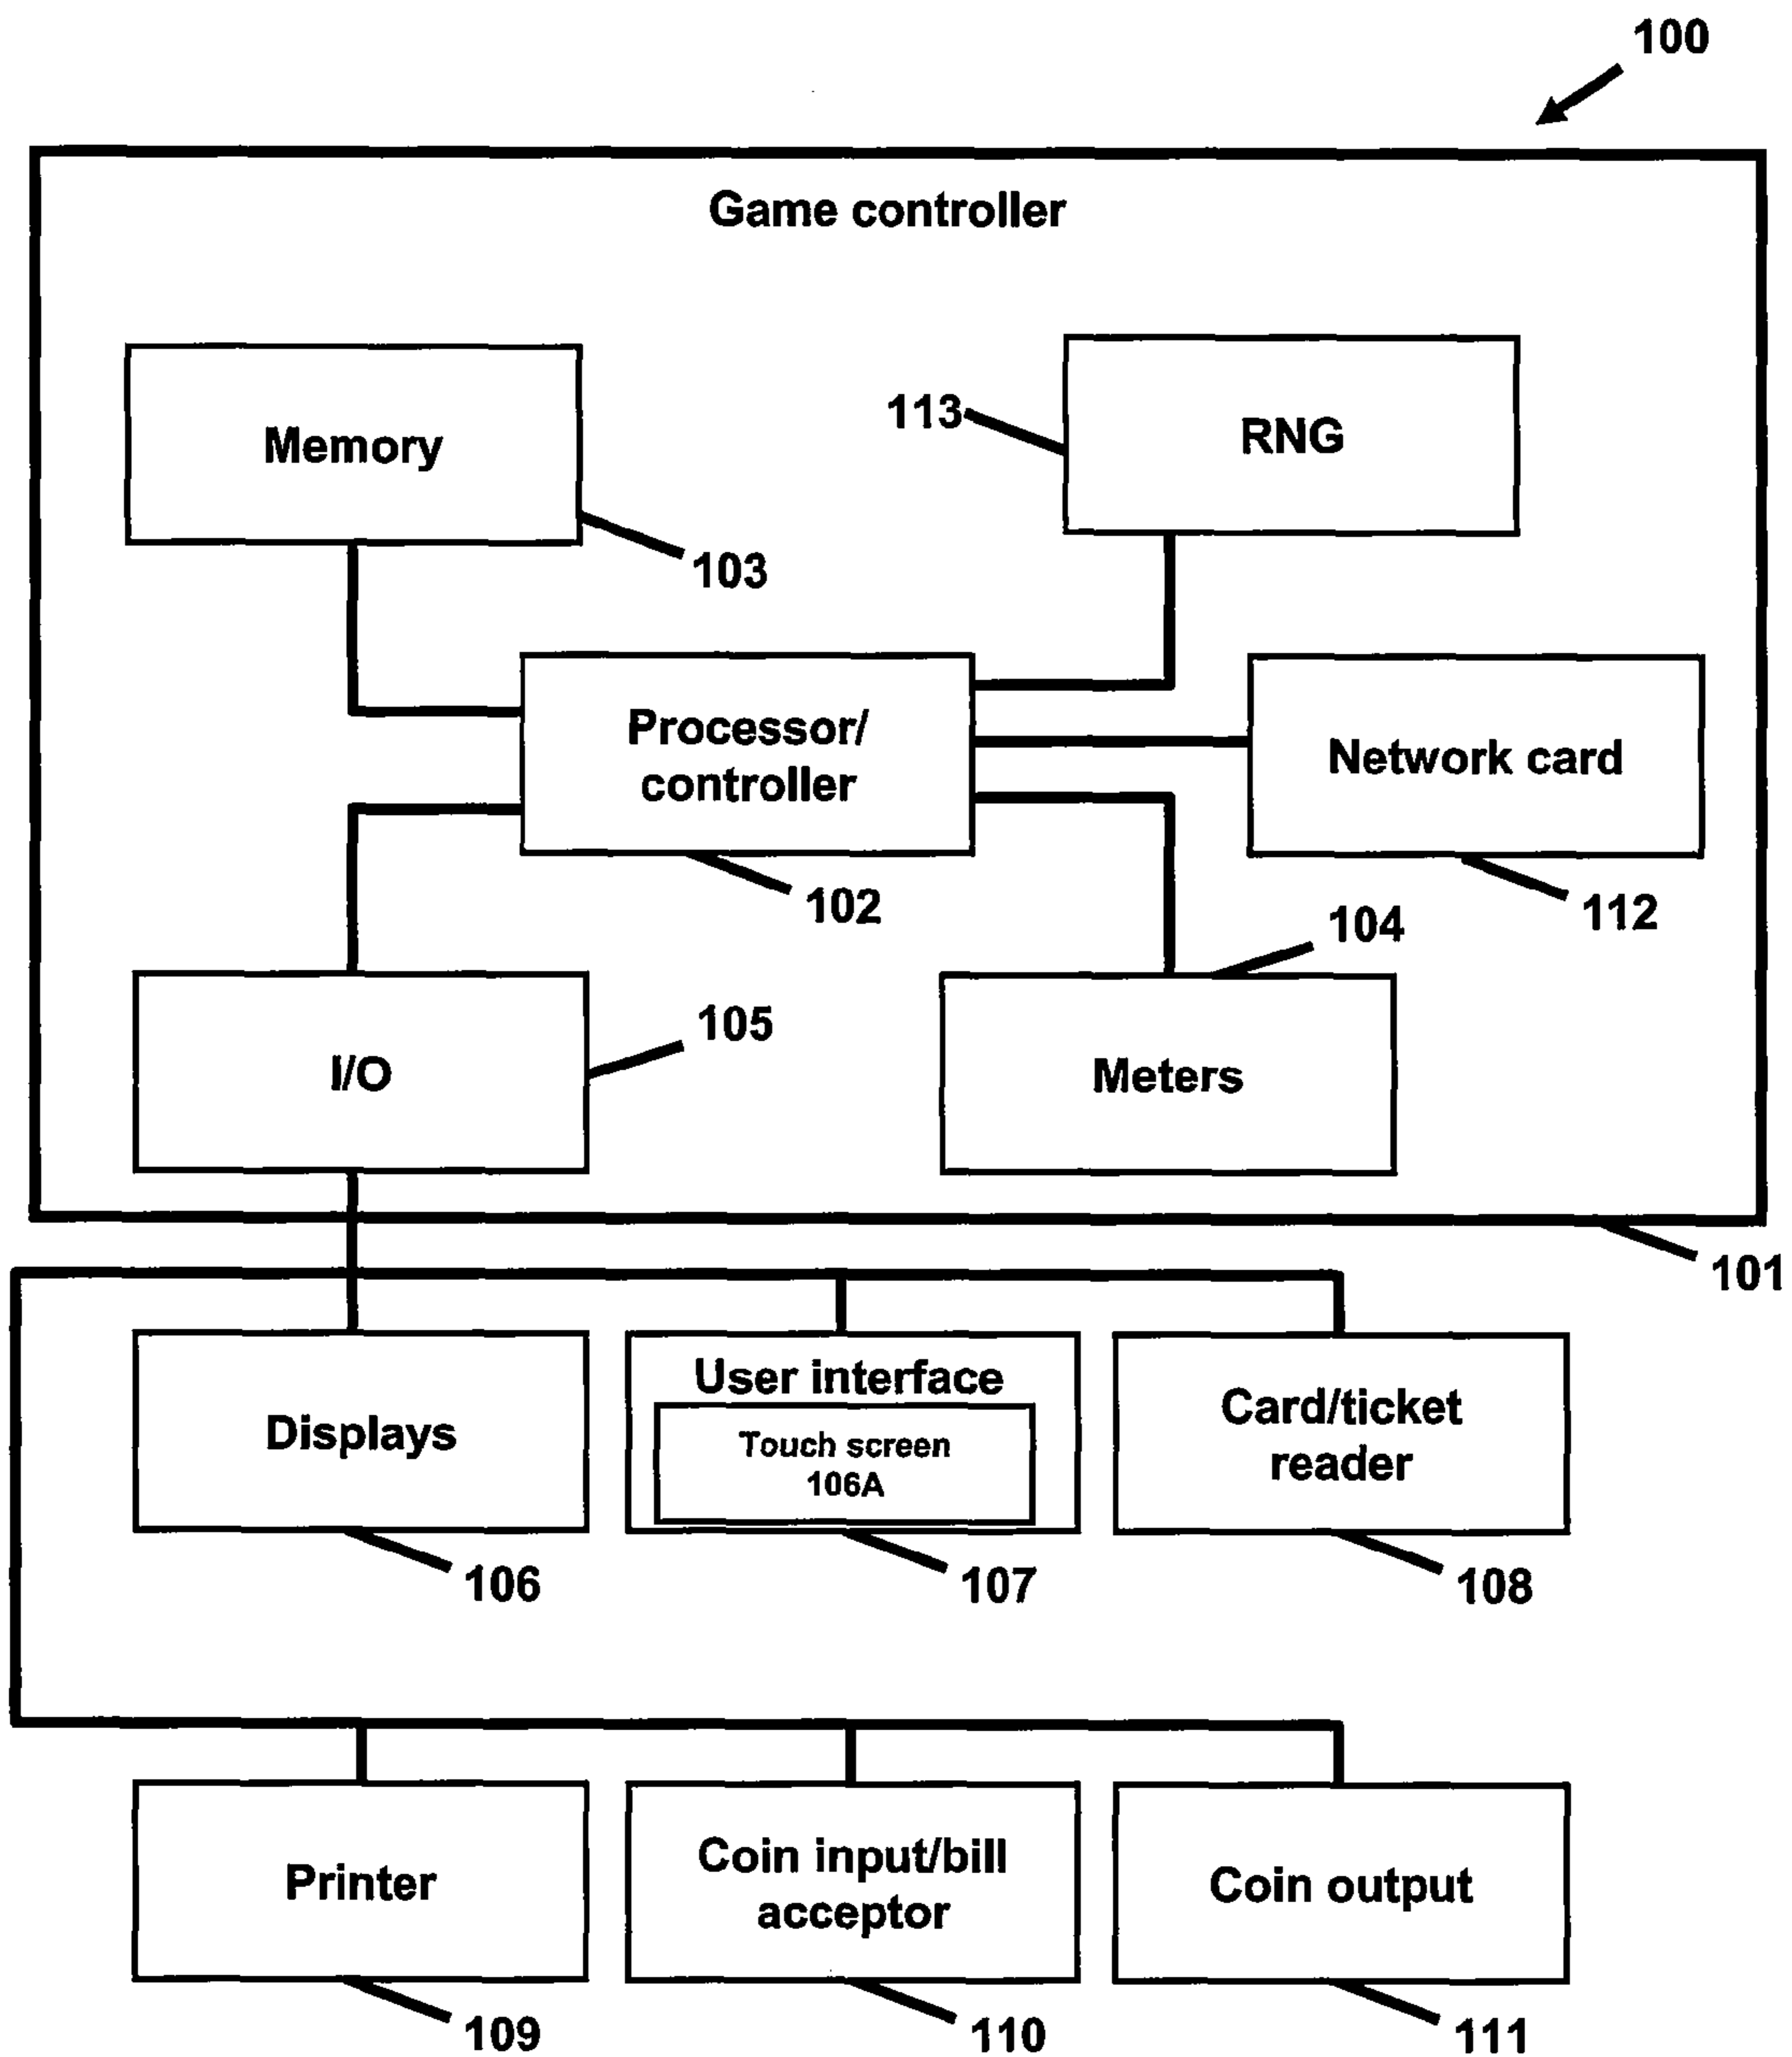 100
Game controller
Memory
113
RNG
103
Processor/
controller
Network card
102
112
104
105
I/O
Meters
101
Displays
User interface
Touch screen
106A
Card/ticket
reader
106
107
108
Printer
Coin input/bill
acceptor
Coin output
109
110
111